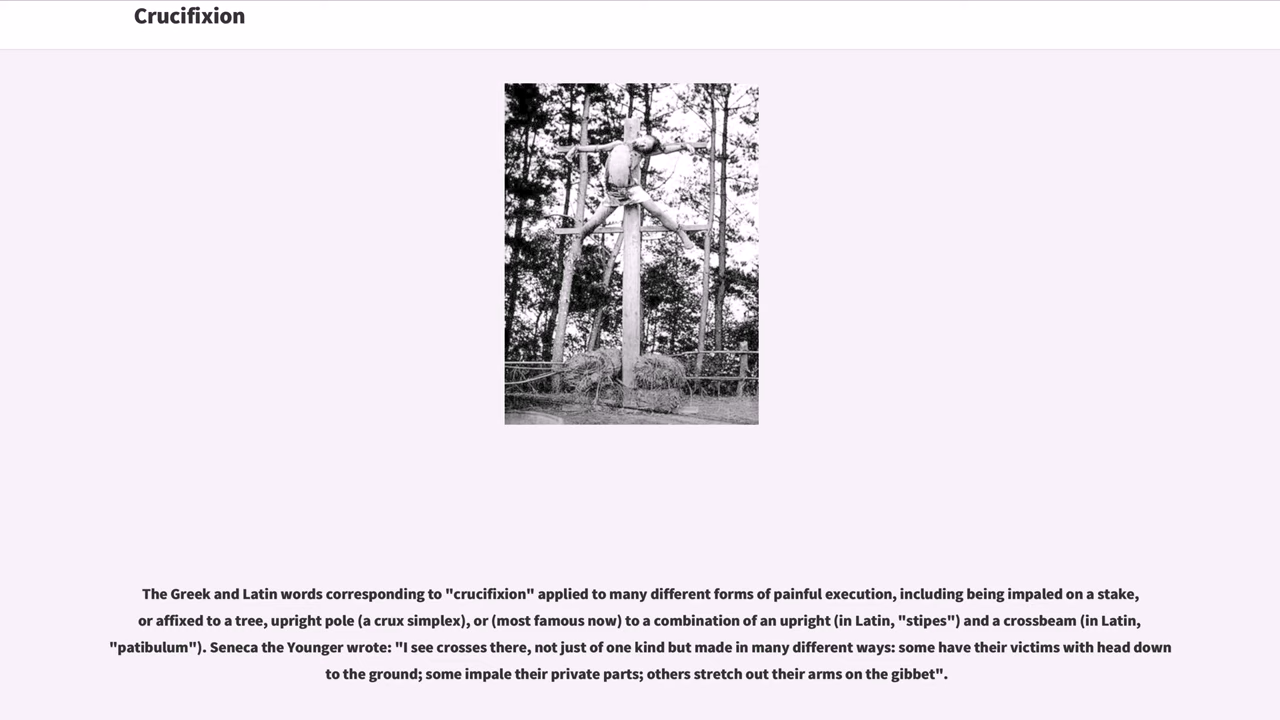 Crucifixion
The Greek and Latin words corresponding to "crucifixion" applied to many different forms of painful execution, including being impaled on a stake,
or affixed to a tree, upright pole (a crux simplex), or (most famous now) to a combination of an upright (in Latin, "stipes") and a crossbeam (in Latin,
"patibulum"). Seneca the Younger wrote: "I see crosses there, not just of one kind but made in many different ways: some have their victims with head down
to the ground; some impale their private parts; others stretch out their arms on the gibbet".